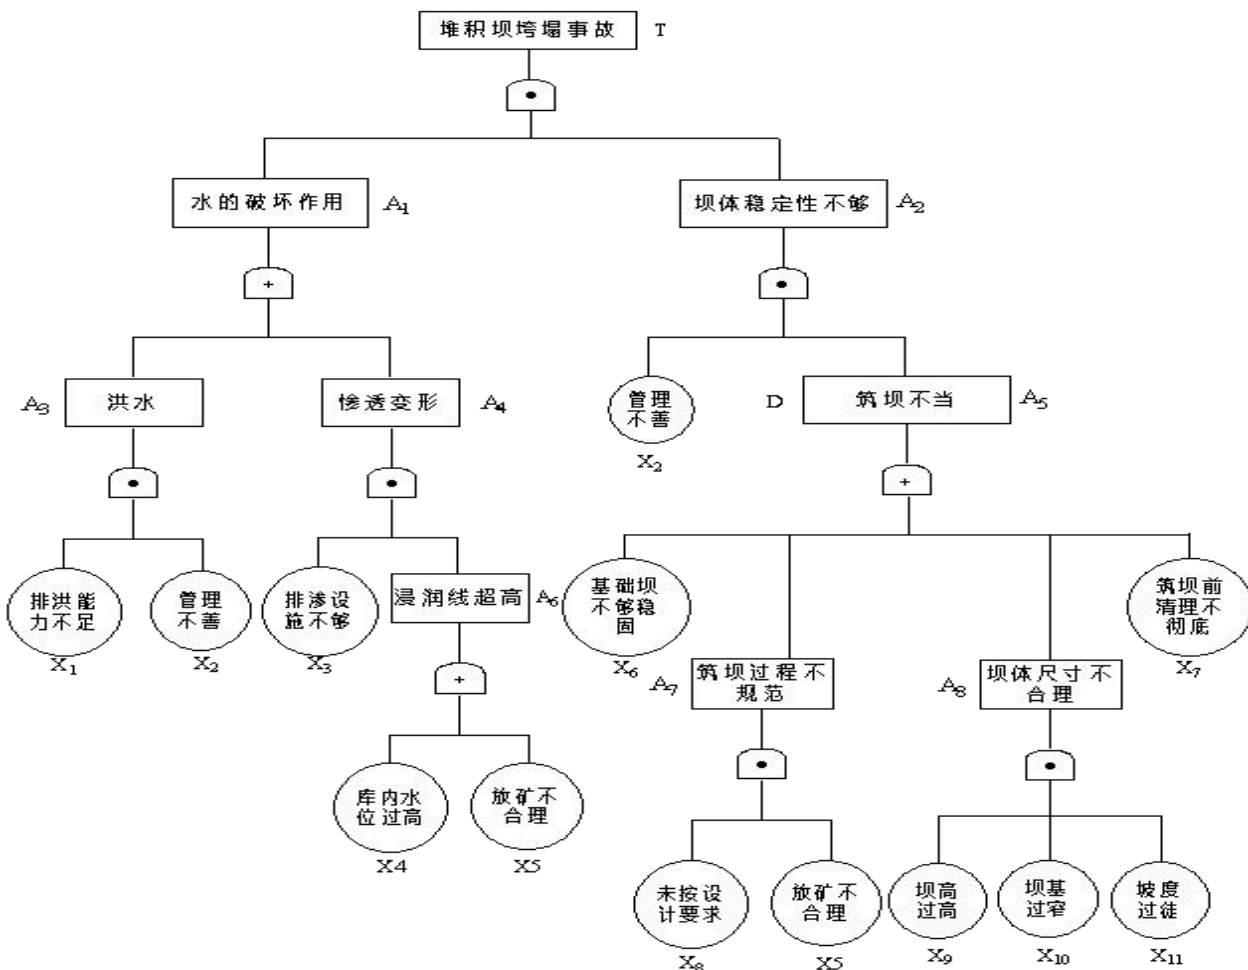 堆积坝垮塌事故 T
水的破坏作用 A1
坝体稳定性不够 A2
+
A3 洪水
惨透变形 A4
管理
不善
X2
D 筑坝不当 A5
+
排洪能
力不足
X1
管理
不善
X2
排渗设
施不够
X3
浸润线超高 A6
基础坝
不够稳
固
X6
筑坝前
清理不
彻底
X7
A7 筑坝过程不
规范
A8 坝体尺寸不
合理
+
库内水
位过高
X4
放矿不
合理
X5
未按设
计要求
X8
放矿不
合理
X5
坝高
过高
X9
坝基
过窄
X10
坡度
过徒
X11